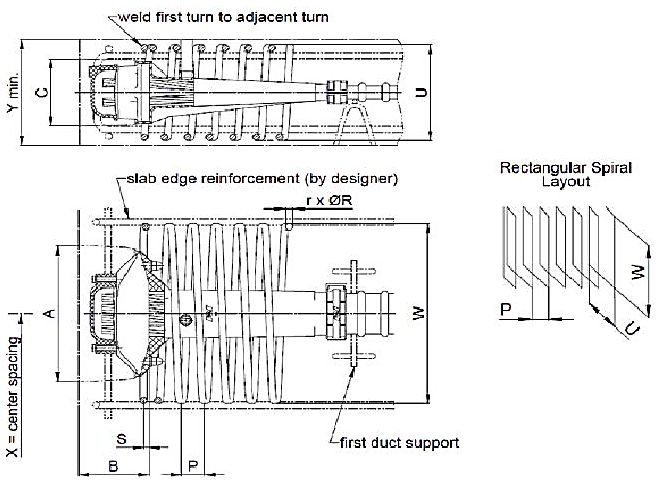 weld first turn to adjacent turn
Y min.
C
U
slab edge reinforcement (by designer)
r x ØR
Rectangular Spiral
Layout
W
P
U
A
W
X = center spacing
S
B
P
first duct support